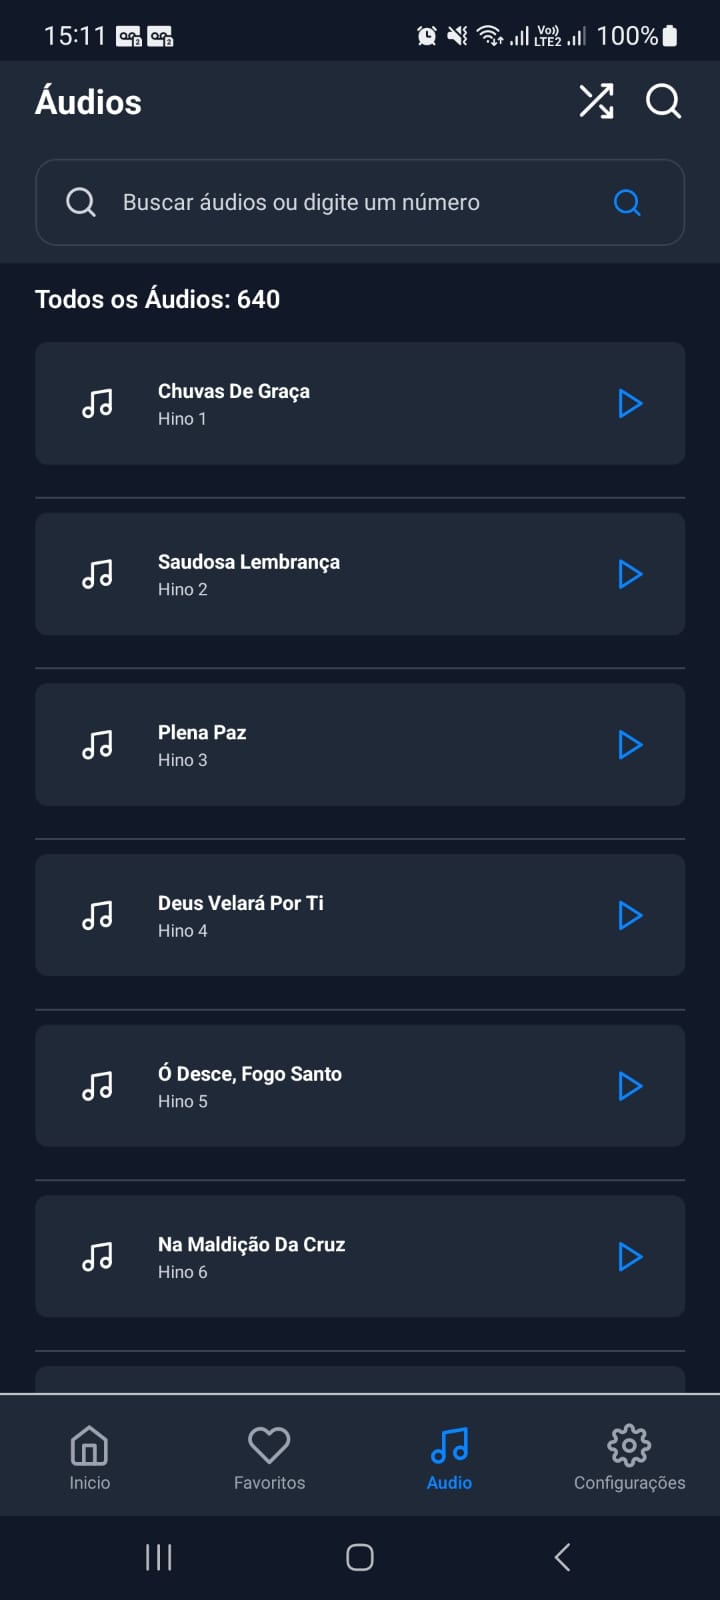 15:11
Vo)) LTE2 100%
Áudios
Buscar áudios ou digite um número
Todos os Áudios: 640
Chuvas De Graça
Hino 1
Saudosa Lembrança
Hino 2
Plena Paz
Hino 3
Deus Velará Por Ti
Hino 4
Ó Desce, Fogo Santo
Hino 5
Na Maldição Da Cruz
Hino 6
Inicio Favoritos Audio Configurações